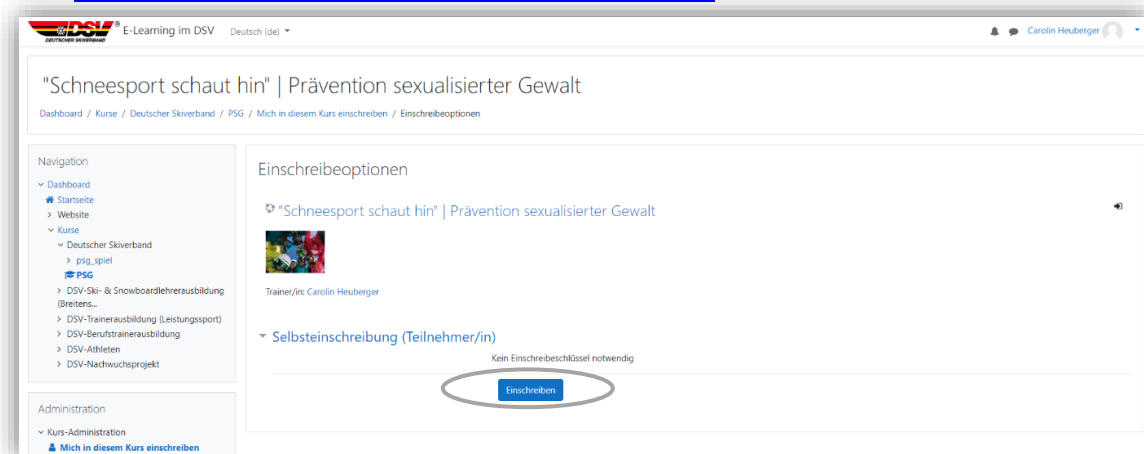 DSV®
DEUTSCHER SKIVERBAND
E-Learning im DSV
Deutsch (de)
Carolin Heuberger
"Schneesport schaut hin" | Prävention sexualisierter Gewalt
Dashboard / Kurse / Deutscher Skiverband / PSG / Mich in diesem Kurs einschreiben / Einschreibeoptionen
Navigation
Dashboard
Startseite
Website
Kurse
Deutscher Skiverband
psg_spiel
PSG
DSV-Ski- & Snowboardlehrerausbildung
(Breitens...
DSV-Trainerausbildung (Leistungssport)
DSV-Berufstrainerausbildung
DSV-Athleten
DSV-Nachwuchsprojekt
Administration
Kurs-Administration
Mich in diesem Kurs einschreiben
Einschreibeoptionen
"Schneesport schaut hin" | Prävention sexualisierter Gewalt
Trainer/in: Carolin Heuberger
Selbsteinschreibung (Teilnehmer/in)
Kein Einschreibeschlüssel notwendig
Einschreiben